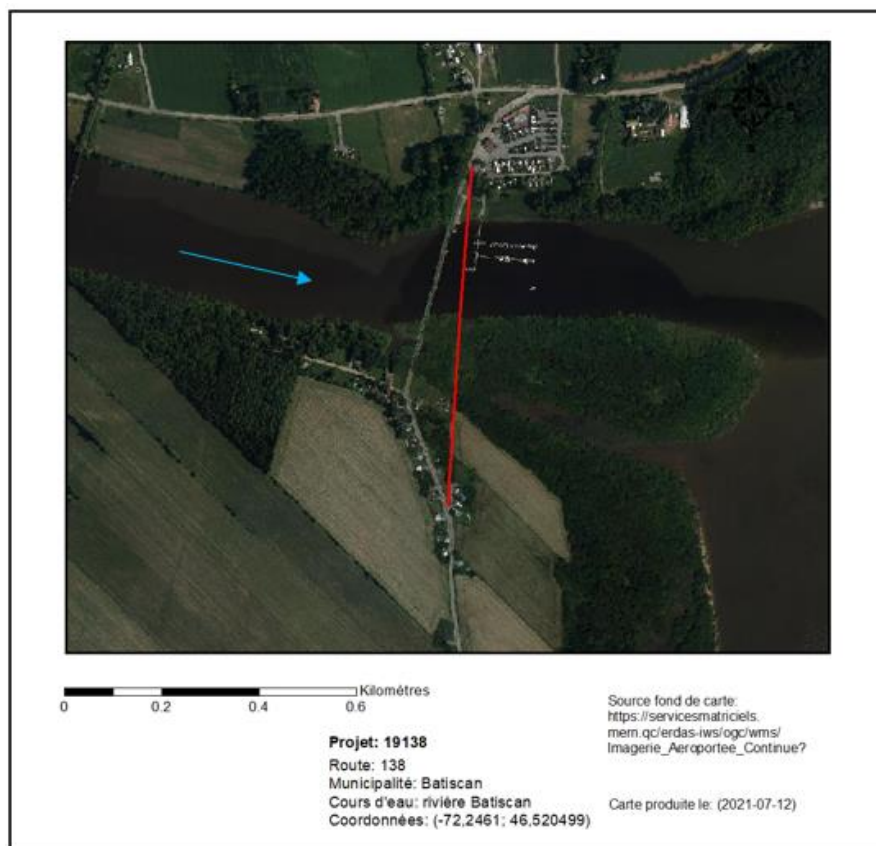 Kilomètres
0 0.2 0.4 0.6
Projet: 19138
Route: 138
Municipalité: Batiscan
Cours d'eau: rivière Batiscan
Coordonnées: (-72,2461; 46,520499)
Source fond de carte:
https://servicesmatriciels.
mern.qc/erdas-iws/ogc/wms/
Imagerie_Aeroportee_Continue?
Carte produite le: (2021-07-12)